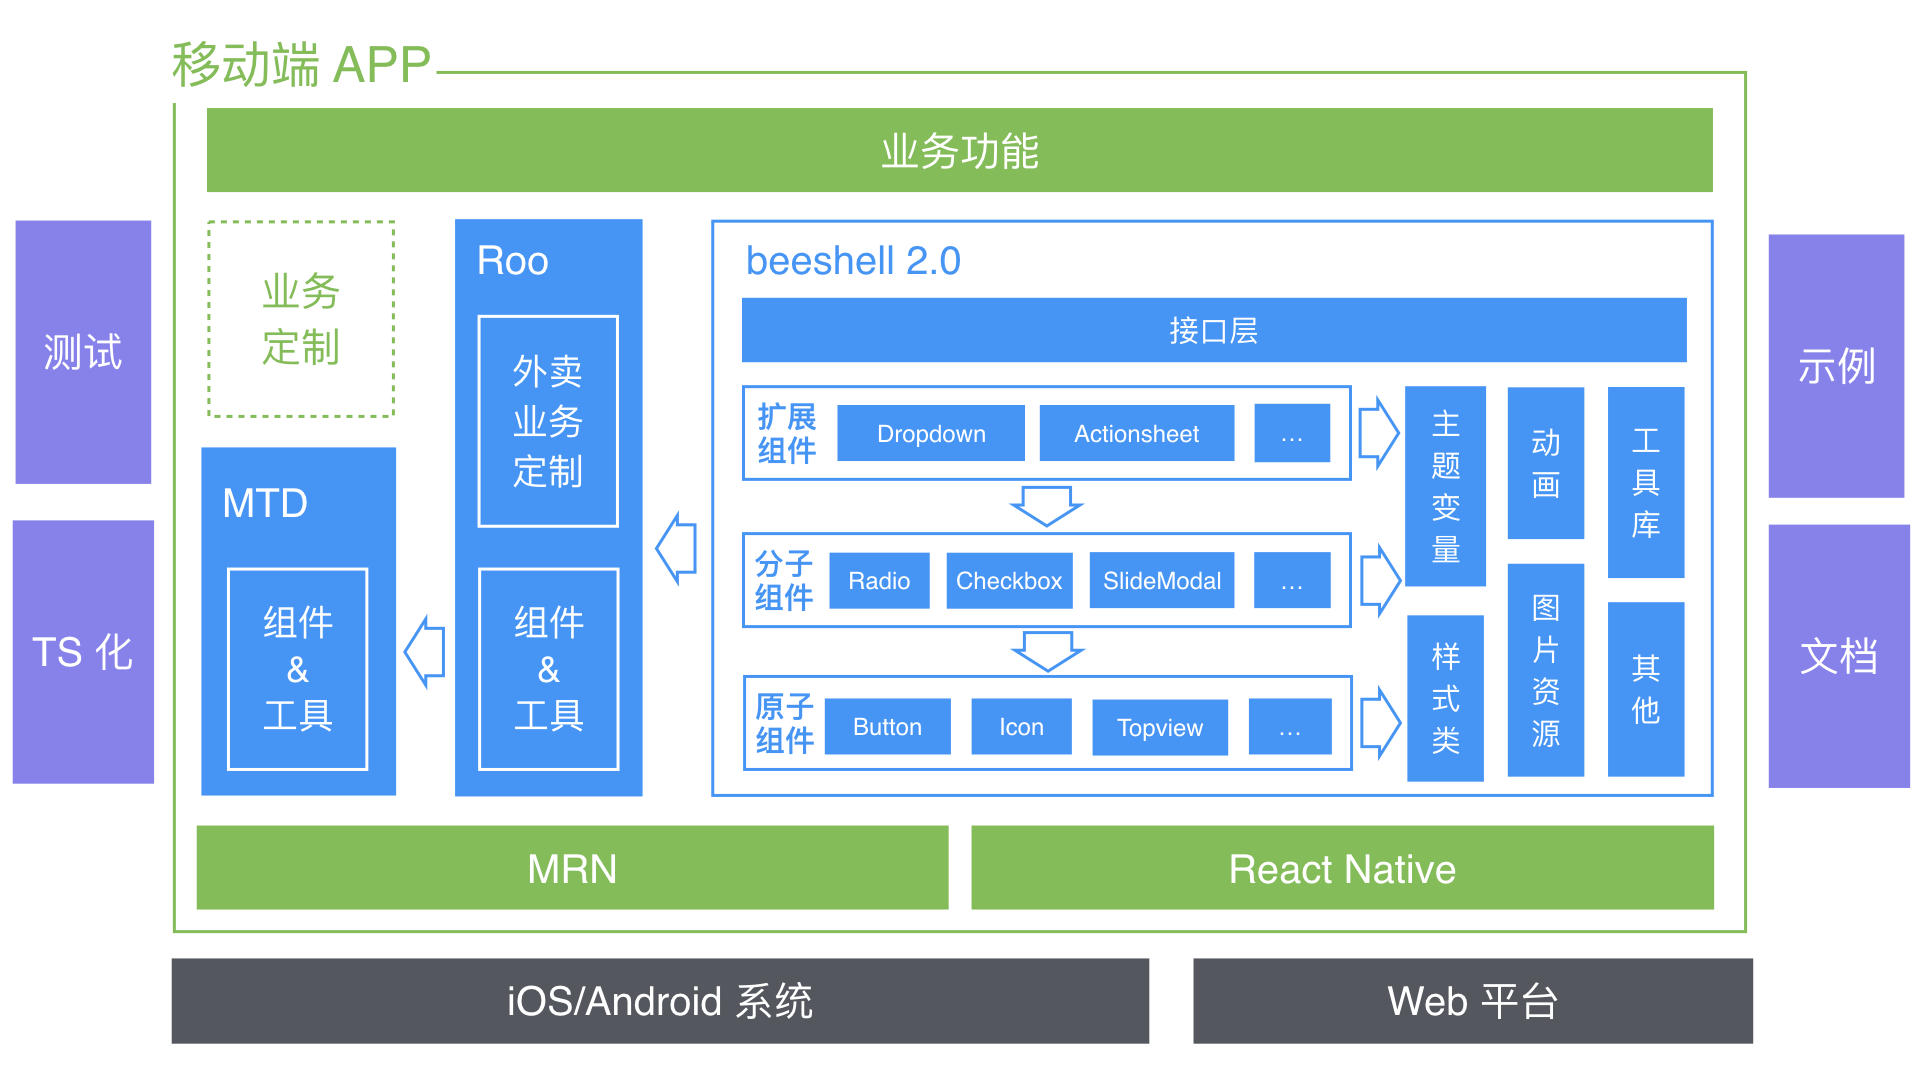 移动端 APP
业务功能
测试
TS 化
业务
定制
MTD
组件
&
工具
Roo
外卖
业务
定制
组件
&
工具
beeshell 2.0
接口层
扩展
组件
Dropdown
Actionsheet
...
分子
组件
Radio
Checkbox
SlideModal
...
原子
组件
Button
Icon
Topview
...
主
题
变
量
样
式
类
动
画
图
片
资
源
工
具
库
其
他
示例
文档
MRN
React Native
iOS/Android 系统
Web 平台